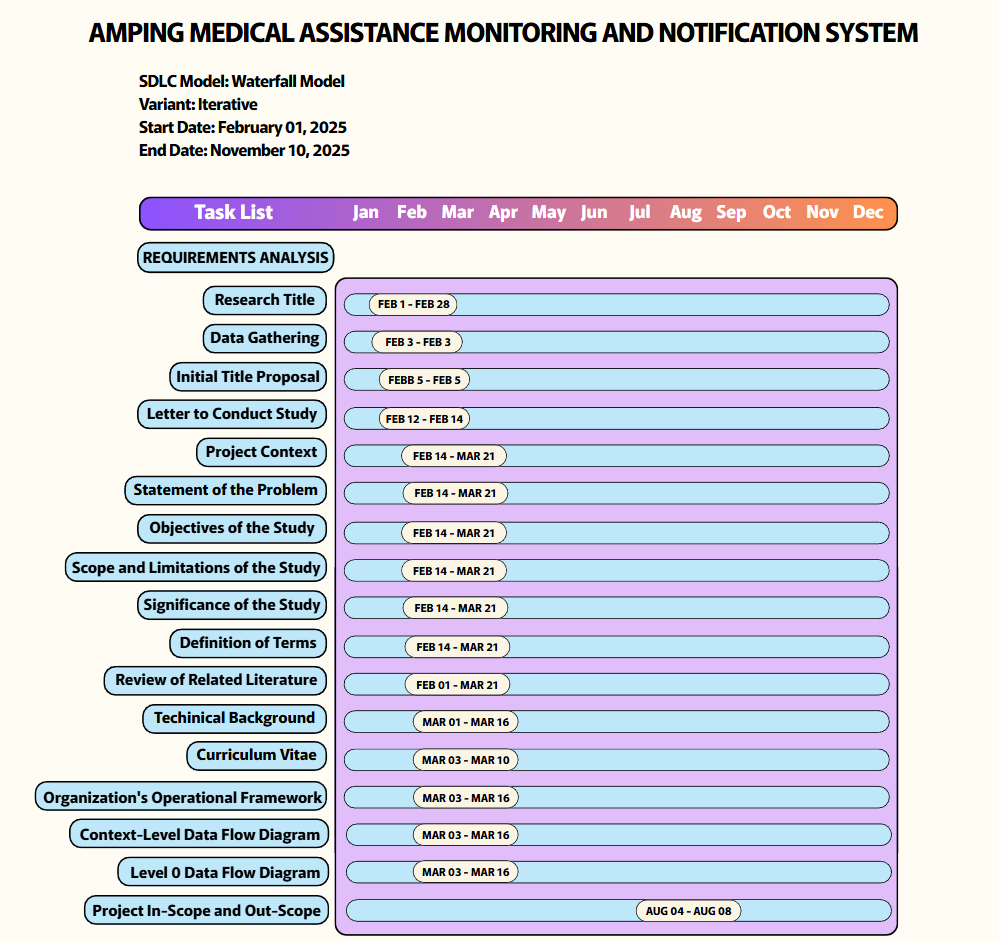 AMPING MEDICAL ASSISTANCE MONITORING AND NOTIFICATION SYSTEM
SDLC Model: Waterfall Model
Variant: Iterative
Start Date: February 01, 2025
End Date: November 10, 2025
Task List Jan Feb Mar Apr May Jun Jul Aug Sep Oct Nov Dec
REQUIREMENTS ANALYSIS
Research Title FEB 1 - FEB 28
Data Gathering FEB 3 - FEB 3
Initial Title Proposal FEBB 5 - FEB 5
Letter to Conduct Study FEB 12 - FEB 14
Project Context FEB 14 - MAR 21
Statement of the Problem FEB 14 - MAR 21
Objectives of the Study FEB 14 - MAR 21
Scope and Limitations of the Study FEB 14 - MAR 21
Significance of the Study FEB 14 - MAR 21
Definition of Terms FEB 14 - MAR 21
Review of Related Literature FEB 01 - MAR 21
Techinical Background MAR 01 - MAR 16
Curriculum Vitae MAR 03 - MAR 10
Organization's Operational Framework MAR 03 - MAR 16
Context-Level Data Flow Diagram MAR 03 - MAR 16
Level 0 Data Flow Diagram MAR 03 - MAR 16
Project In-Scope and Out-Scope AUG 04 - AUG 08